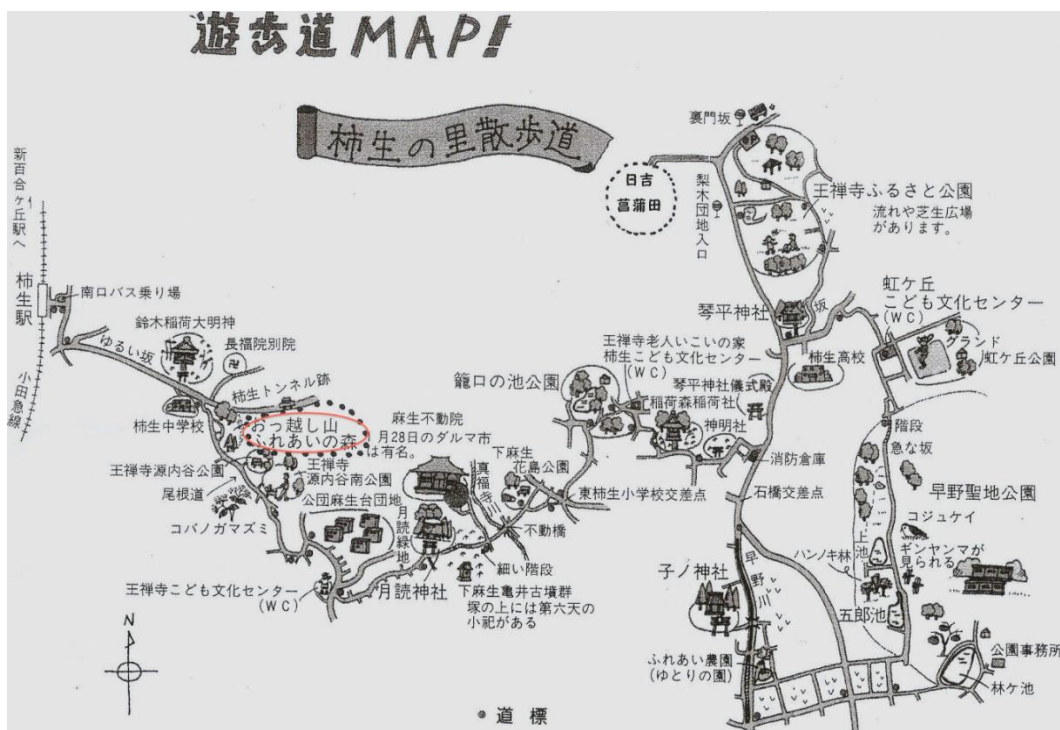 遊歩道MAP!
柿生の里散歩道
裏門坂
日吉
菖蒲田
梨木団地入口
王禅寺ふるさと公園
流れや芝生広場
があります。
新百合ヶ丘駅へ
柿生駅
南口バス乗り場
小田急線
ゆるい坂
鈴木稲荷大明神
長福院別院
柿生トンネル跡
柿生中学校
おっ越し山
ふれあいの森
麻生不動院
月28日のダルマ市
は有名。
王禅寺源内谷公園
王禅寺
源内谷南公園
尾根道
コバノガマズミ
公団麻生台団地
月読緑地
王禅寺こども文化センター
(WC)
月読神社
真福寺川
下麻生
花島公園
不動橋
細い階段
下麻生亀井古墳群
塚の上には第六天の
小祀がある
東柿生小学校交差点
籠口の池公園
王禅寺老人いこいの家
柿生こども文化センター
(WC)
琴平神社儀式殿
稲荷森稲荷社
神明社
琴平神社
坂
柿生高校
虹ケ丘
こども文化センター
(WC)
グランド
虹ケ丘公園
消防倉庫
石橋交差点
階段
急な坂
早野聖地公園
コジュケイ
上池
ハンノキ林
ギンヤンマが
見られる
五郎池
早野川
子ノ神社
ふれあい農園
(ゆとりの園)
公園事務所
林ケ池
N
道標